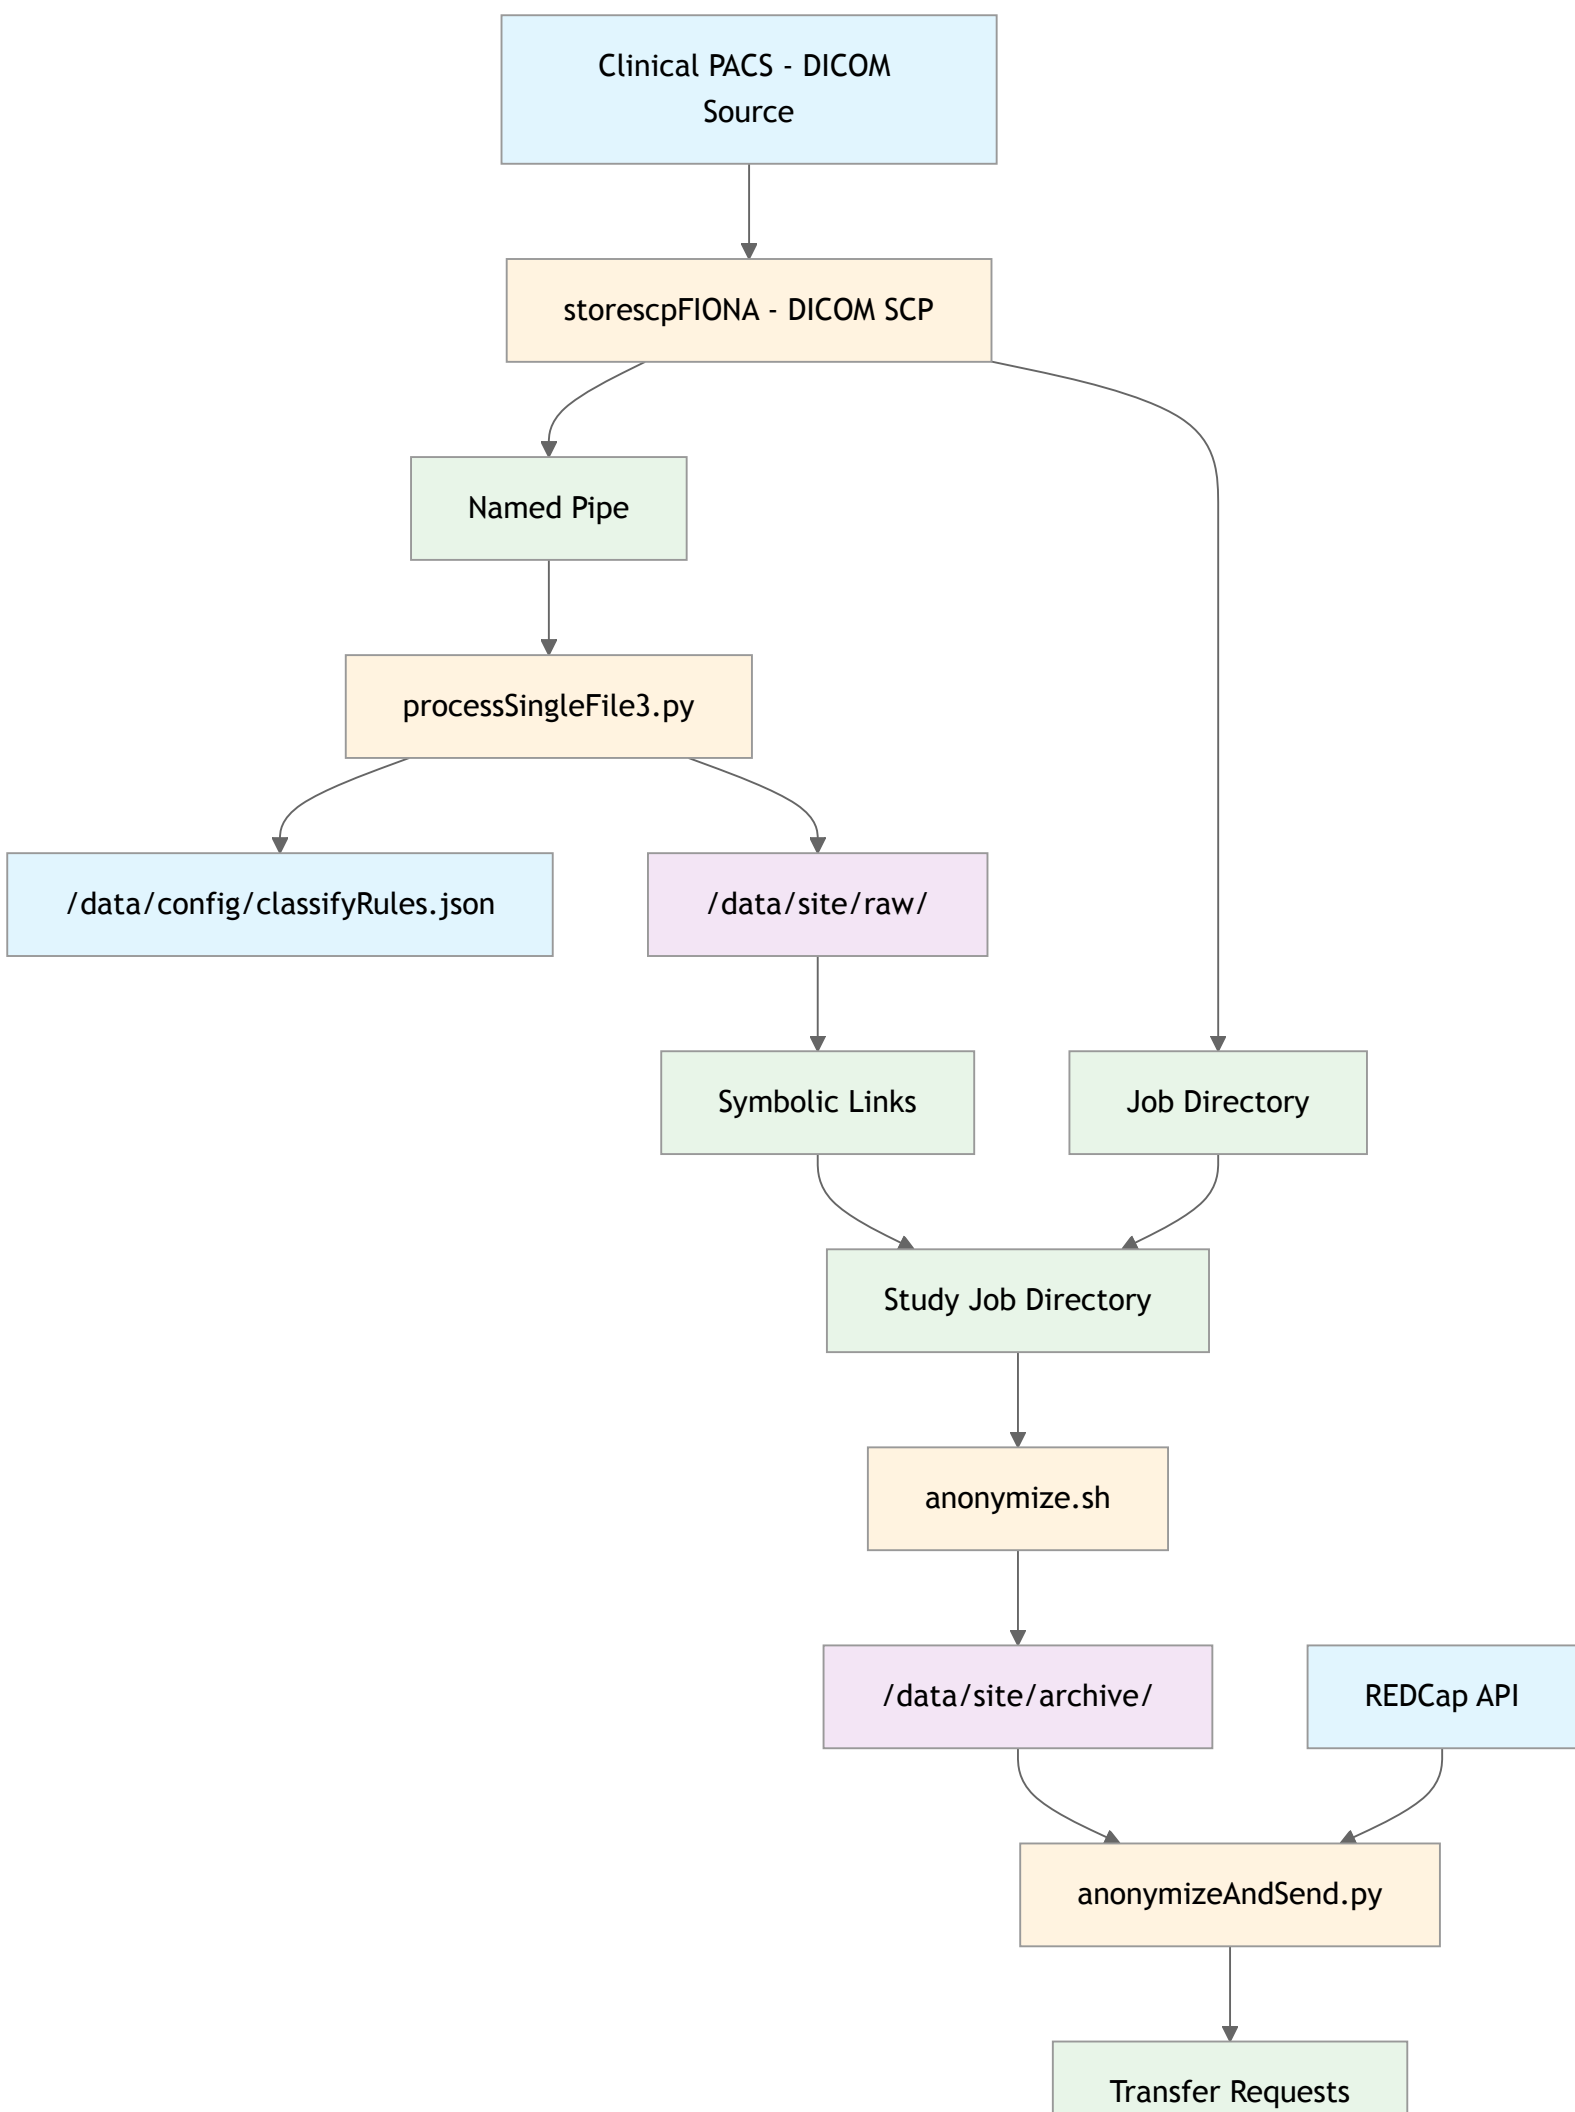 Clinical PACS - DICOM
Source
storescpFIONA - DICOM SCP
Named Pipe
processSingleFile3.py
/data/config/classifyRules.json
/data/site/raw/
Symbolic Links
Job Directory
Study Job Directory
anonymize.sh
/data/site/archive/
REDCap API
anonymizeAndSend.py
Transfer Requests